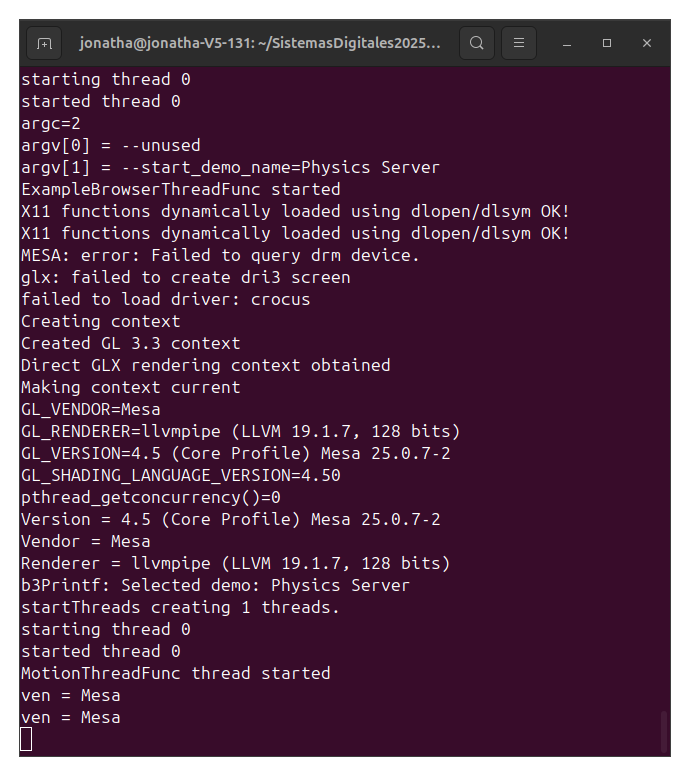 jonatha@jonatha-V5-131: ~/SistemasDigitales2025…
starting thread 0
started thread 0
argc=2
argv[0] = --unused
argv[1] = --start_demo_name=Physics Server
ExampleBrowserThreadFunc started
X11 functions dynamically loaded using dlopen/dlsym OK!
X11 functions dynamically loaded using dlopen/dlsym OK!
MESA: error: Failed to query drm device.
glx: failed to create dri3 screen
failed to load driver: crocus
Creating context
Created GL 3.3 context
Direct GLX rendering context obtained
Making context current
GL_VENDOR=Mesa
GL_RENDERER=llvmpipe (LLVM 19.1.7, 128 bits)
GL_VERSION=4.5 (Core Profile) Mesa 25.0.7-2
GL_SHADING_LANGUAGE_VERSION=4.50
pthread_getconcurrency()=0
Version = 4.5 (Core Profile) Mesa 25.0.7-2
Vendor = Mesa
Renderer = llvmpipe (LLVM 19.1.7, 128 bits)
b3Printf: Selected demo: Physics Server
startThreads creating 1 threads.
starting thread 0
started thread 0
MotionThreadFunc thread started
ven = Mesa
ven = Mesa